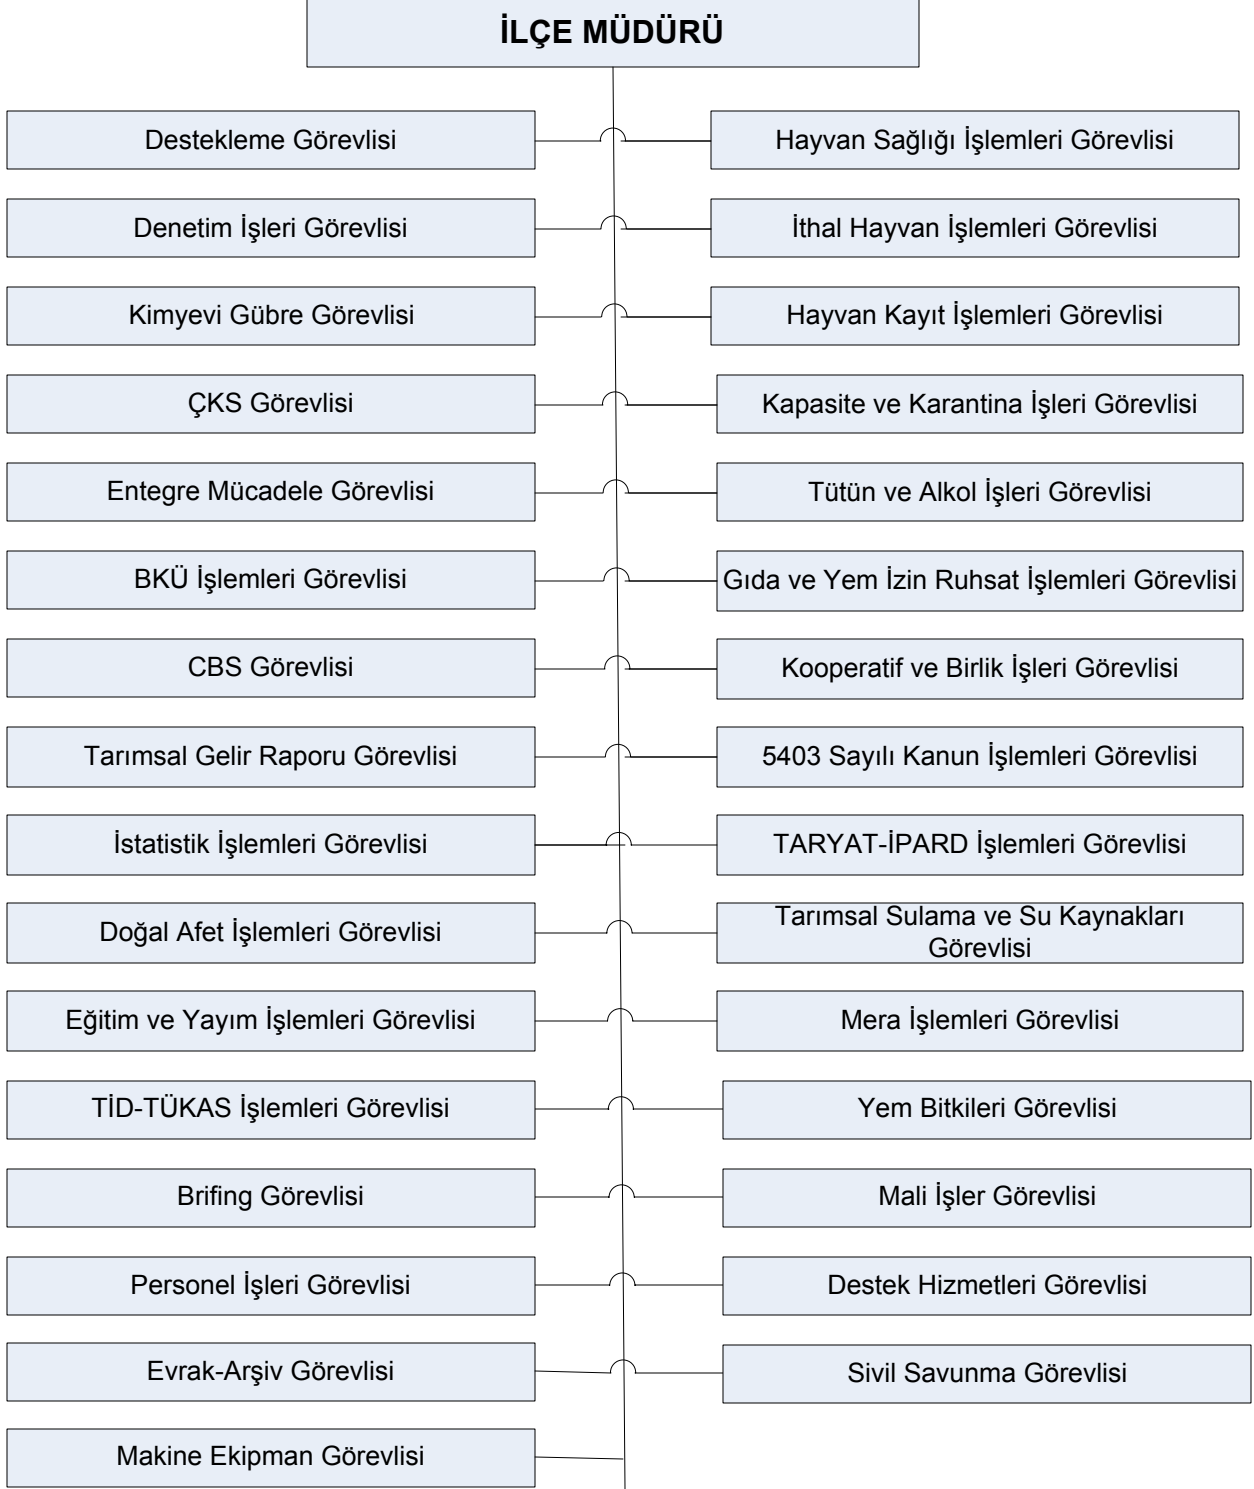 İLÇE MÜDÜRÜ
Destekleme Görevlisi
Hayvan Sağlığı İşlemleri Görevlisi
Denetim İşleri Görevlisi
İthal Hayvan İşlemleri Görevlisi
Kimyevi Gübre Görevlisi
Hayvan Kayıt İşlemleri Görevlisi
ÇKS Görevlisi
Kapasite ve Karantina İşleri Görevlisi
Entegre Mücadele Görevlisi
Tütün ve Alkol İşleri Görevlisi
BKÜ İşlemleri Görevlisi
Gıda ve Yem İzin Ruhsat İşlemleri Görevlisi
CBS Görevlisi
Kooperatif ve Birlik İşleri Görevlisi
Tarımsal Gelir Raporu Görevlisi
5403 Sayılı Kanun İşlemleri Görevlisi
İstatistik İşlemleri Görevlisi
TARYAT-İPARD İşlemleri Görevlisi
Doğal Afet İşlemleri Görevlisi
Tarımsal Sulama ve Su Kaynakları
Görevlisi
Eğitim ve Yayım İşlemleri Görevlisi
Mera İşlemleri Görevlisi
TİD-TÜKAS İşlemleri Görevlisi
Yem Bitkileri Görevlisi
Brifing Görevlisi
Mali İşler Görevlisi
Personel İşleri Görevlisi
Destek Hizmetleri Görevlisi
Evrak-Arşiv Görevlisi
Sivil Savunma Görevlisi
Makine Ekipman Görevlisi